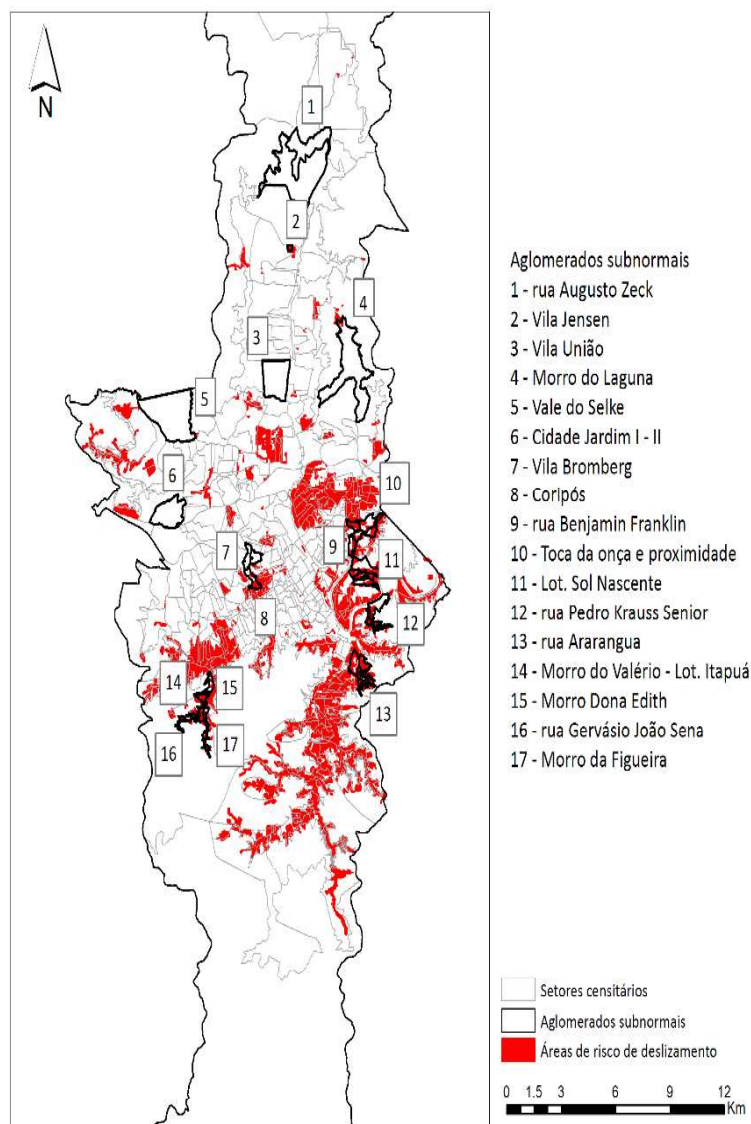 N
1
2
3
4
5
6
7
8
9
10
11
12
13
14
15
16
17
Aglomerados subnormais
1 - rua Augusto Zeck
2 - Vila Jensen
3 - Vila União
4 - Morro do Laguna
5 - Vale do Selke
6 - Cidade Jardim I - II
7 - Vila Bromberg
8 - Coripós
9 - rua Benjamin Franklin
10 - Toca da onça e proximidade
11 - Lot. Sol Nascente
12 - rua Pedro Krauss Senior
13 - rua Ararangua
14 - Morro do Valério - Lot. Itapuá
15 - Morro Dona Edith
16 - rua Gervásio João Sena
17 - Morro da Figueira
Setores censitários
Aglomerados subnormais
Áreas de risco de deslizamento
0 1.5 3 6 9 12
Km